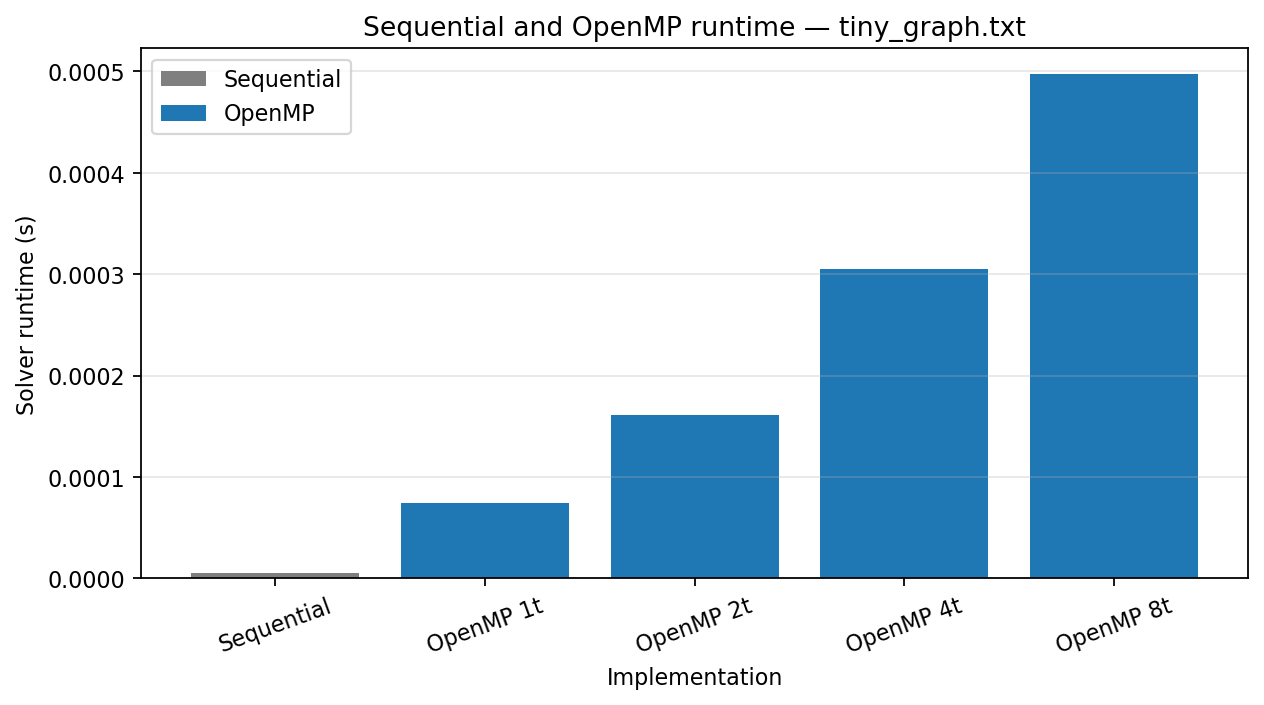 Sequential and OpenMP runtime — tiny_graph.txt
Sequential
OpenMP
0.0005
0.0004
0.0003
0.0002
0.0001
0.0000
Solver runtime (s)
Sequential
OpenMP 1t
OpenMP 2t
OpenMP 4t
OpenMP 8t
Implementation